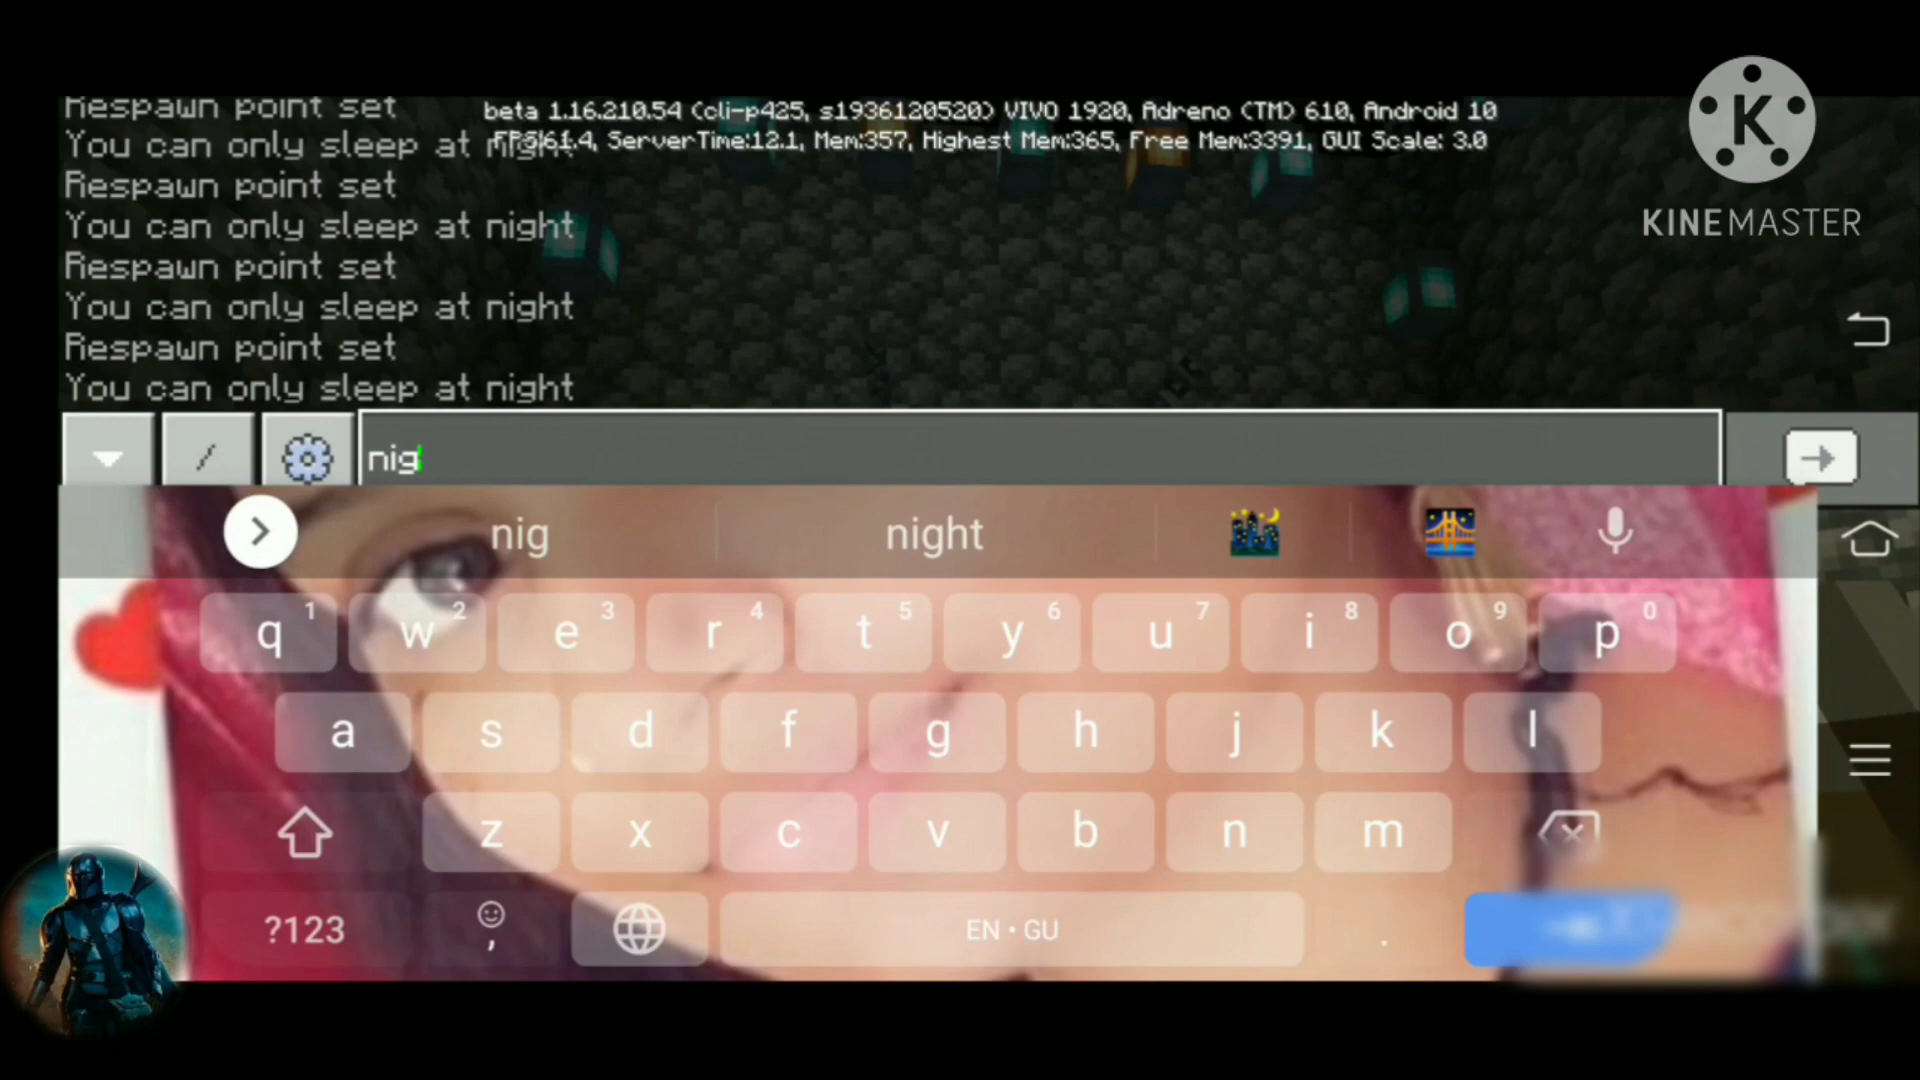 Respawn point set
beta 1.16.210.54 (cli-p425, s1936120520) VIVO 1920, Adreno (TM) 610, Android 10
You can only sleep at night
FPS:61.4, ServerTime:12.1, Mem:357, Highest Mem:365, Free Mem:3391, GUI Scale: 3.0
Respawn point set
You can only sleep at night
Respawn point set
You can only sleep at night
Respawn point set
You can only sleep at night
K
KINEMASTER
/
nig
nig night
q 1 w 2 e 3 r 4 t 5 y 6 u 7 i 8 o 9 p 0
a s d f g h j k l
z x c v b n m
?123 , EN • GU .